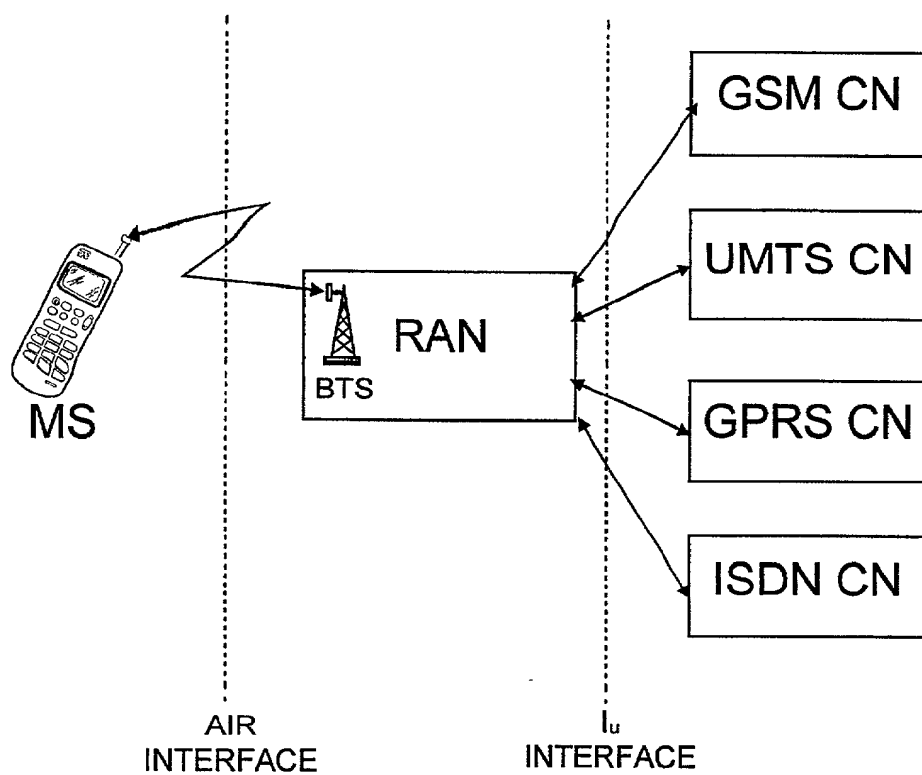 GSM CN
UMTS CN
RAN
BTS
MS
GPRS CN
ISDN CN
AIR
INTERFACE
Iu
INTERFACE